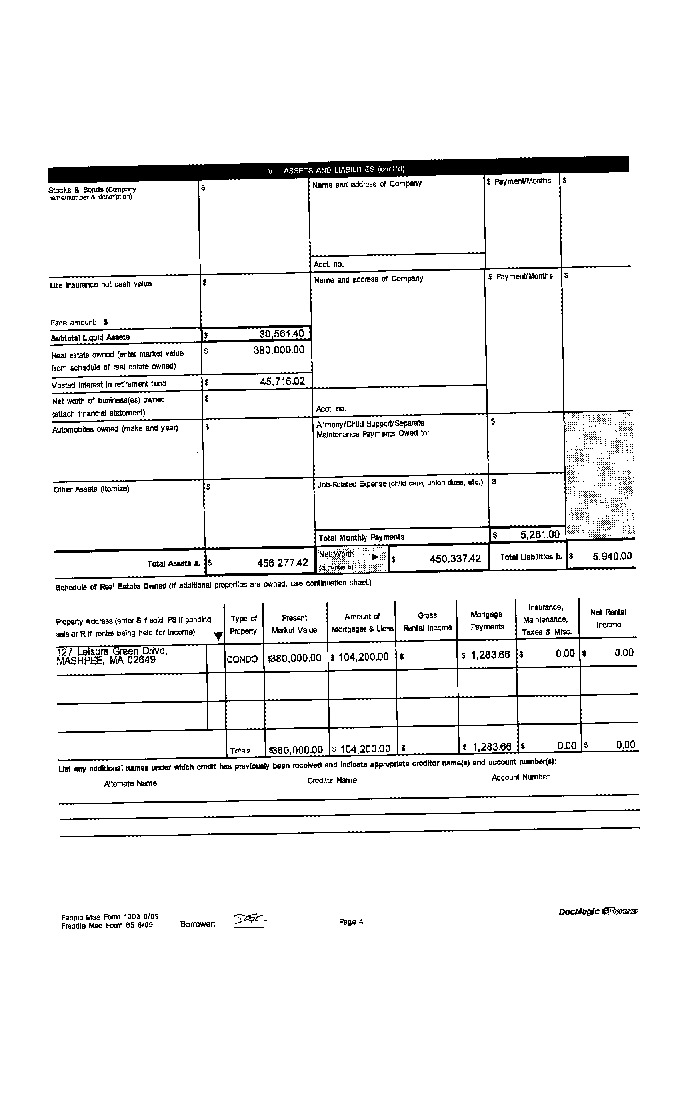 ASSETS AND LIABILITIES (cont'd)
Stocks & Bonds (Company name/number & description)
$
Name and address of Company
$ Payment/Months
$
Acct. no.
Life insurance net cash value
$
Name and address of Company
$ Payment/Months
$
Face amount: $
Subtotal Liquid Assets
$ 30,561.40
Real estate owned (enter market value from schedule of real estate owned)
$ 380,000.00
Vested interest in retirement fund
$ 45,716.02
Net worth of business(es) owned (attach financial statement)
$
Acct. no.
Automobiles owned (make and year)
$
Alimony/Child Support/Separate Maintenance Payments Owed to:
$
Other Assets (itemize)
$
Job-Related Expense (child care, union dues, etc.)
$
Total Monthly Payments
$ 5,261.00
Total Assets a.
$ 456,277.42
Net Worth
$ 450,337.42
Total Liabilities b.
$ 5,940.00
Schedule of Real Estate Owned (If additional properties are owned, use continuation sheet.)
Property Address (enter S if sold, PS if pending sale or R if rental being held for income)
Type of Property
Present Market Value
Amount of Mortgages & Liens
Gross Rental Income
Mortgage Payments
Insurance, Maintenance, Taxes & Misc.
Net Rental Income
127 Leisure Green Drive,
MASHPEE, MA 02649
CONDO
$380,000.00
$ 104,200.00
$
$ 1,283.66
$ 0.00
$ 0.00
Totals
$380,000.00
$ 104,200.00
$
$ 1,283.66
$ 0.00
$ 0.00
List any additional names under which credit has previously been received and indicate appropriate creditor name(s) and account number(s):
Alternate Name
Creditor Name
Account Number
Fannie Mae Form 1003 6/09
Freddie Mac Form 65 6/09
Borrower:
Page 4
DocMagic